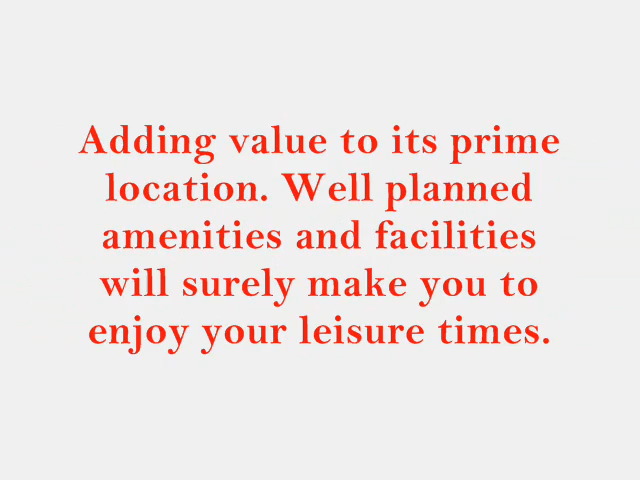 Adding value to its prime
location. Well planned
amenities and facilities
will surely make you to
enjoy your leisure times.